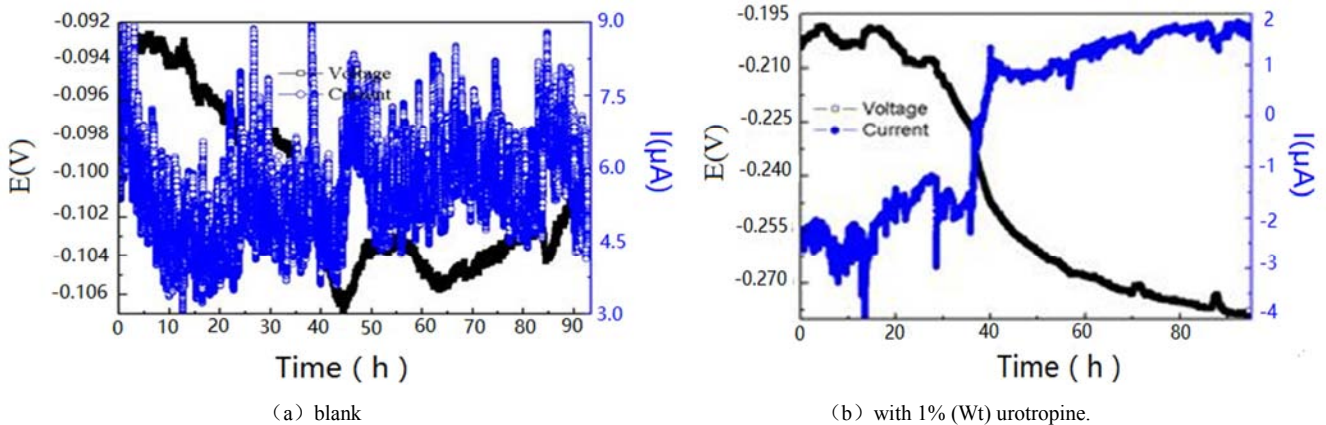 -0.092
-0.094
-0.096
-0.098
-0.100
-0.102
-0.104
-0.106
E(V)
Voltage
Current
9.0
7.5
6.0
4.5
3.0
I(μA)
0 10 20 30 40 50 60 70 80 90
Time ( h )
(a) blank
-0.195
-0.210
-0.225
-0.240
-0.255
-0.270
E(V)
Voltage
Current
2
1
0
-1
-2
-3
-4
I(μA)
0 20 40 60 80
Time ( h )
(b) with 1% (Wt) urotropine.